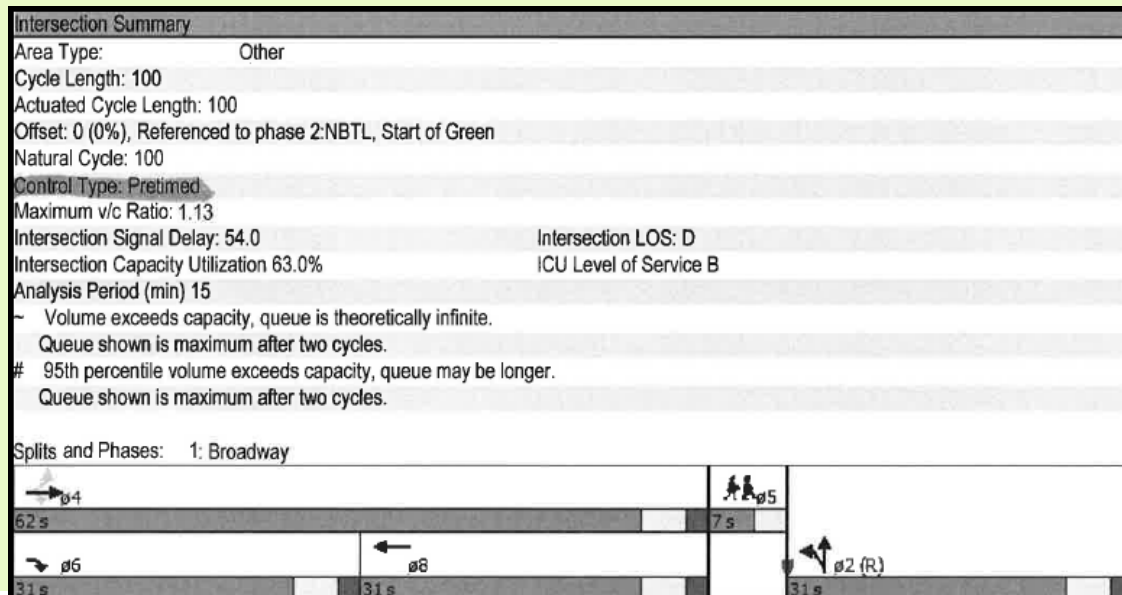 Intersection Summary
Area Type: Other
Cycle Length: 100
Actuated Cycle Length: 100
Offset: 0 (0%), Referenced to phase 2:NBTL, Start of Green
Natural Cycle: 100
Control Type: Pretimed
Maximum v/c Ratio: 1.13
Intersection Signal Delay: 54.0 Intersection LOS: D
Intersection Capacity Utilization 63.0% ICU Level of Service B
Analysis Period (min) 15
~ Volume exceeds capacity, queue is theoretically infinite.
Queue shown is maximum after two cycles.
# 95th percentile volume exceeds capacity, queue may be longer.
Queue shown is maximum after two cycles.
Splits and Phases: 1: Broadway
ø4 ø5
62 s 7 s
ø6 ø8 ø2 (R)
31 s 31 s 31 s